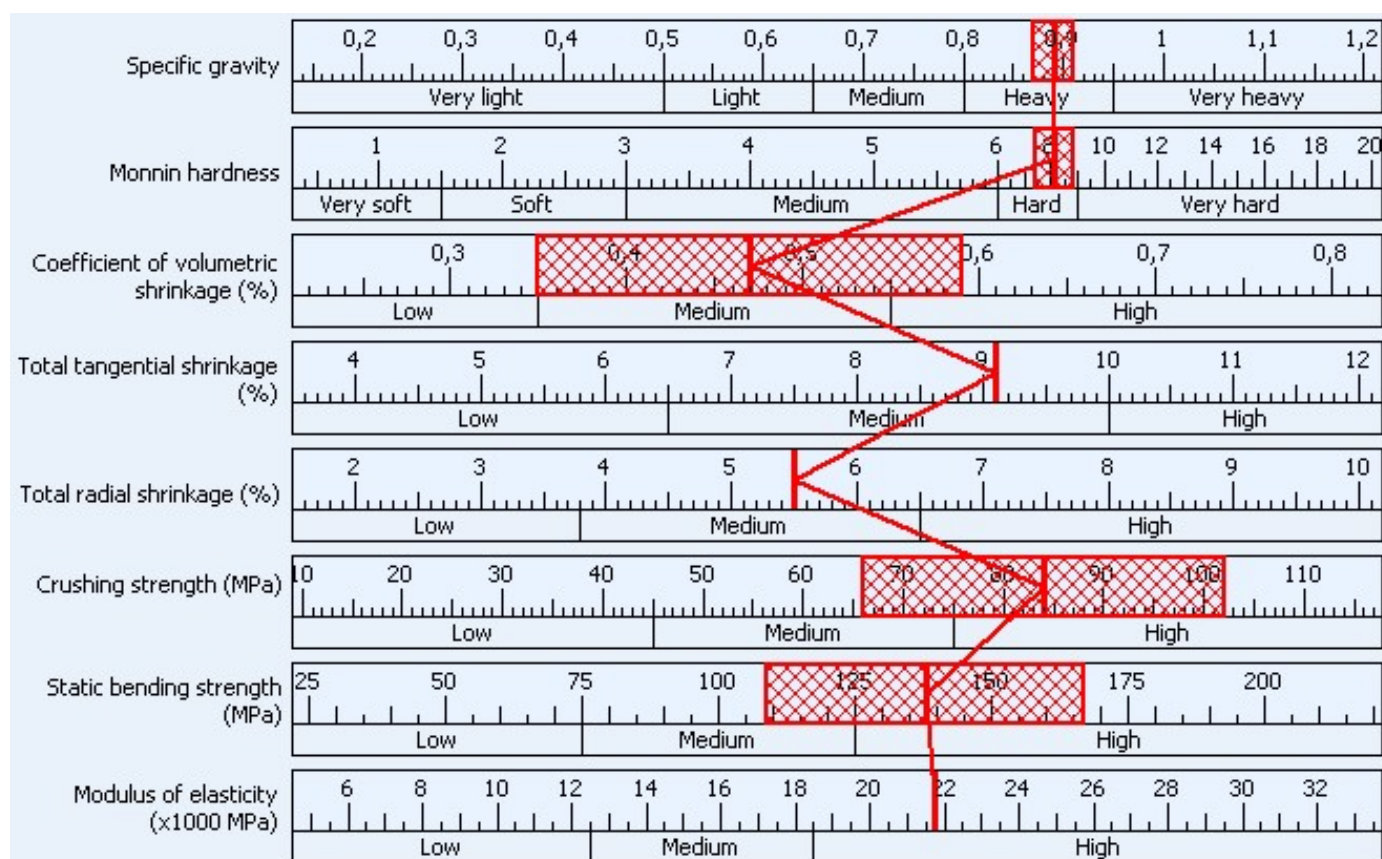 0,2 0,3 0,4 0,5 0,6 0,7 0,8 0,9 1 1,1 1,2
Specific gravity
Very light Light Medium Heavy Very heavy
1 2 3 4 5 6 8 10 12 14 16 18 20
Monnin hardness
Very soft Soft Medium Hard Very hard
0,3 0,4 0,5 0,6 0,7 0,8
Coefficient of volumetric
shrinkage (%)
Low Medium High
4 5 6 7 8 9 10 11 12
Total tangential shrinkage
(%)
Low Medium High
2 3 4 5 6 7 8 9 10
Total radial shrinkage (%)
Low Medium High
10 20 30 40 50 60 70 80 90 100 110
Crushing strength (MPa)
Low Medium High
25 50 75 100 125 150 175 200
Static bending strength
(MPa)
Low Medium High
6 8 10 12 14 16 18 20 22 24 26 28 30 32
Modulus of elasticity
(x1000 MPa)
Low Medium High